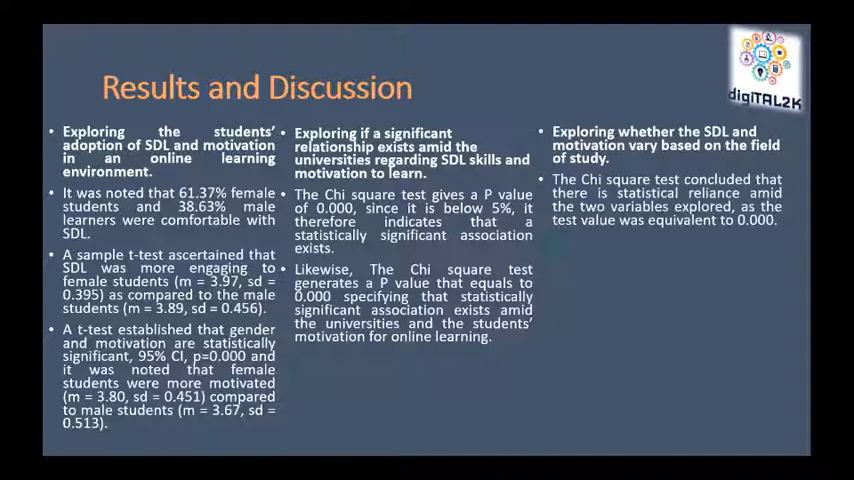 digiTAL2K
Results and Discussion
• Exploring the students'
adoption of SDL and motivation
in an online learning
environment.
• It was noted that 61.37% female
students and 38.63% male
learners were comfortable with
SDL.
• A sample t-test ascertained that
SDL was more engaging to
female students (m = 3.97, sd =
0.395) as compared to the male
students (m = 3.89, sd = 0.456).
• A t-test established that gender
and motivation are statistically
significant, 95% CI, p=0.000 and
it was noted that female
students were more motivated
(m = 3.80, sd = 0.451) compared
to male students (m = 3.67, sd =
0.513).
• Exploring if a significant
relationship exists amid the
universities regarding SDL skills and
motivation to learn.
• The Chi square test gives a P value
of 0.000, since it is below 5%, it
therefore indicates that a
statistically significant association
exists.
• Likewise, The Chi square test
generates a P value that equals to
0.000 specifying that statistically
significant association exists amid
the universities and the students'
motivation for online learning.
• Exploring whether the SDL and
motivation vary based on the field
of study.
• The Chi square test concluded that
there is statistical reliance amid
the two variables explored, as the
test value was equivalent to 0.000.